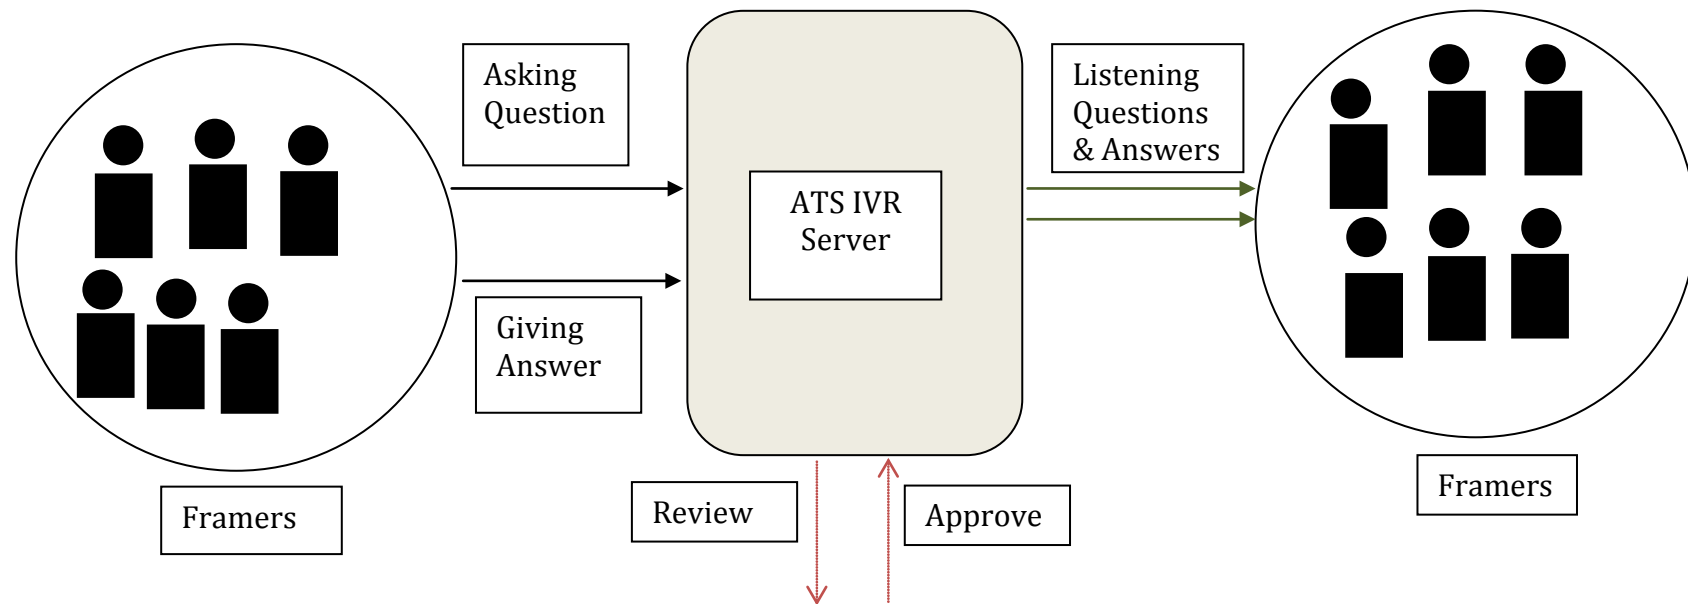 Asking
Question
Listening
Questions
& Answers
ATS IVR
Server
Giving
Answer
Framers
Review
Approve
Framers